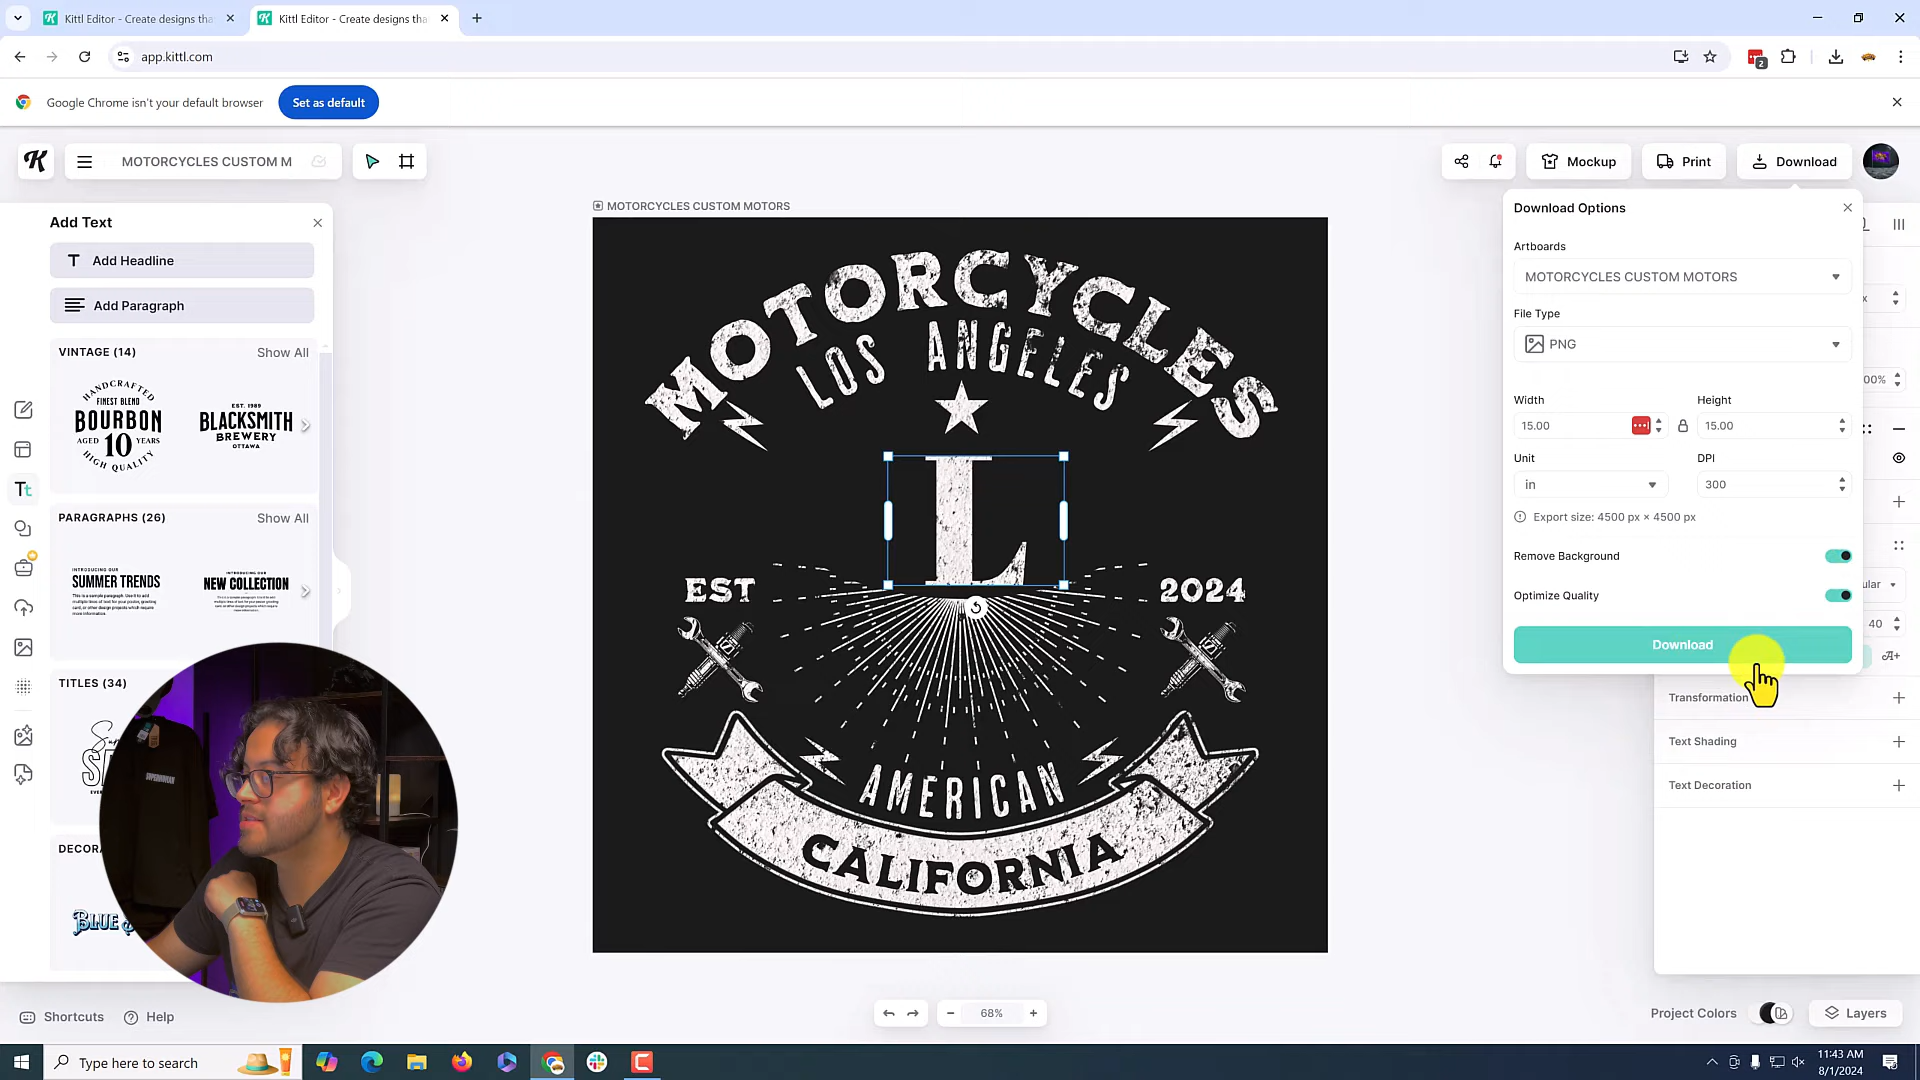 Kittl Editor - Create designs tha
Kittl Editor - Create designs tha
app.kittl.com
2
Google Chrome isn't your default browser
Set as default
MOTORCYCLES CUSTOM M
Mockup
Print
Download
Add Text
Add Headline
Add Paragraph
VINTAGE (14)
Show All
HANDCRAFTED
FINEST BLEND
BOURBON
AGED 10 YEARS
HIGH QUALITY
EST. 1989
BLACKSMITH
BREWERY
OTTAWA
PARAGRAPHS (26)
Show All
INTRODUCING OUR
SUMMER TRENDS
INTRODUCING OUR
NEW COLLECTION
TITLES (34)
DECORA
BLUE
SUPERHUMAN
MOTORCYCLES CUSTOM MOTORS
MOTORCYCLES
LOS ANGELES
L
EST
2024
AMERICAN
CALIFORNIA
Download Options
Artboards
MOTORCYCLES CUSTOM MOTORS
File Type
PNG
Width
Height
15.00
15.00
Unit
DPI
in
300
Export size: 4500 px × 4500 px
Remove Background
Optimize Quality
Download
x
00%
ular
40
A+
Transformation
Text Shading
Text Decoration
Shortcuts
Help
68%
Project Colors
Layers
Type here to search
11:43 AM
8/1/2024